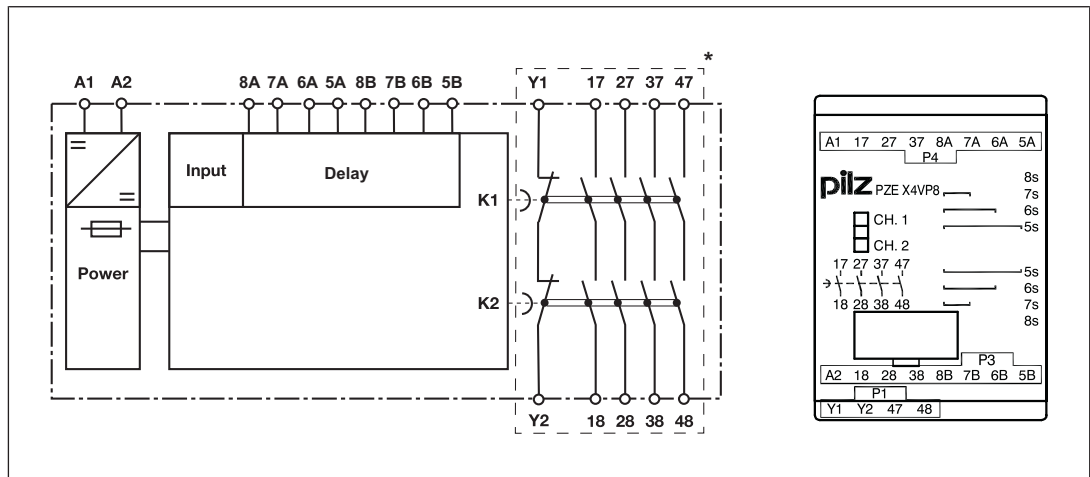 *
A1 A2 8A 7A 6A 5A 8B 7B 6B 5B Y1 17 27 37 47
=
=
Input Delay
Power
K1
K2
Y2 18 28 38 48
A1 17 27 37 8A 7A 6A 5A
P4
pilz PZE X4VP8
8s
7s
6s
5s
CH. 1
CH. 2
17 27 37 47
18 28 38 48
5s
6s
7s
8s
P3
A2 18 28 38 8B 7B 6B 5B
P1
Y1 Y2 47 48